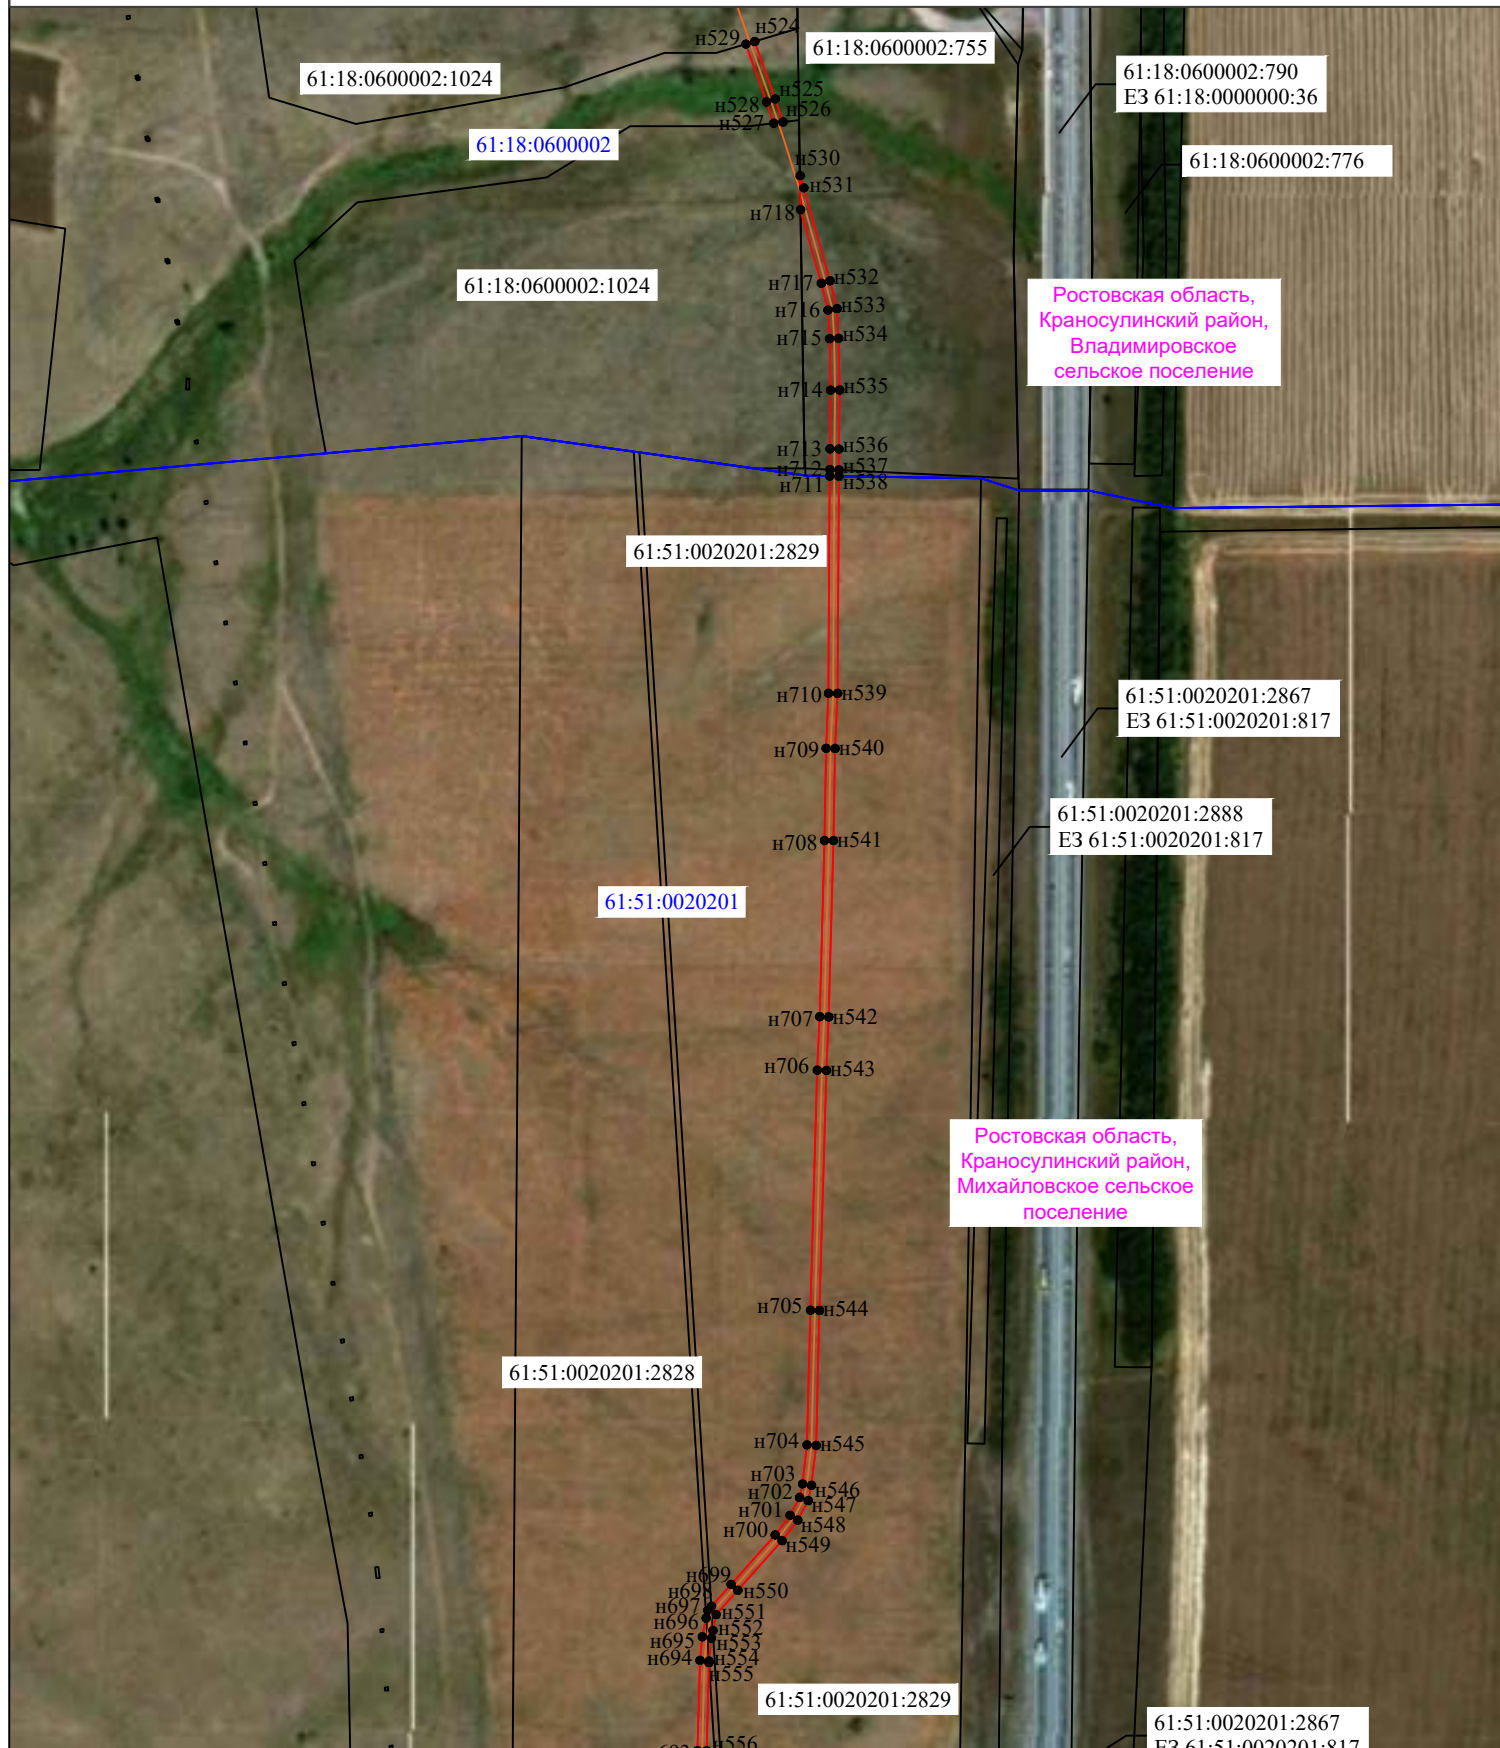 н524
н529
61:18:0600002:755
61:18:0600002:1024
61:18:0600002:790
ЕЗ 61:18:0000000:36
н525
н528
н526
н527
61:18:0600002
61:18:0600002:776
н530
н531
н718
61:18:0600002:1024
н717
н532
Ростовская область,
Краносулинский район,
Владимировское
сельское поселение
н716
н533
н715
н534
н714
н535
н713
н536
н712
н537
н711
н538
61:51:0020201:2829
н710
н539
61:51:0020201:2867
ЕЗ 61:51:0020201:817
н709
н540
61:51:0020201:2888
ЕЗ 61:51:0020201:817
н708
н541
61:51:0020201
н707
н542
н706
н543
Ростовская область,
Краносулинский район,
Михайловское сельское
поселение
н705
н544
61:51:0020201:2828
н704
н545
н703
н546
н702
н547
н701
н548
н700
н549
н699
н698
н550
н697
н551
н696
н552
н695
н553
н694
н554
н555
61:51:0020201:2829
61:51:0020201:2867
ЕЗ 61:51:0020201:817
н556